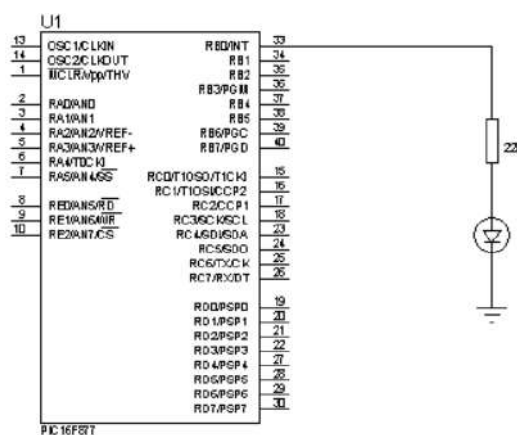 U1
13 OSC1/CLKIN
14 OSC2/CLKOUT
1 MCLR/Vpp/THV
2 RA0/AN0
3 RA1/AN1
4 RA2/AN2/VREF-
5 RA3/AN3/VREF+
6 RA4/T0CKI
7 RA5/AN4/SS
8 RE0/AN5/RD
9 RE1/AN6/WR
10 RE2/AN7/CS
RB0/INT 33
RB1 34
RB2 35
RB3/PGM 36
RB4 37
RB5 38
RB6/PGC 39
RB7/PGD 40
RC0/T1OSO/T1CKI 15
RC1/T1OSI/CCP2 16
RC2/CCP1 17
RC3/SCK/SCL 18
RC4/SDI/SDA 23
RC5/SDO 24
RC6/TX/CK 25
RC7/RX/DT 26
RD0/PSP0 19
RD1/PSP1 20
RD2/PSP2 21
RD3/PSP3 22
RD4/PSP4 27
RD5/PSP5 28
RD6/PSP6 29
RD7/PSP7 30
PIC16F877
22